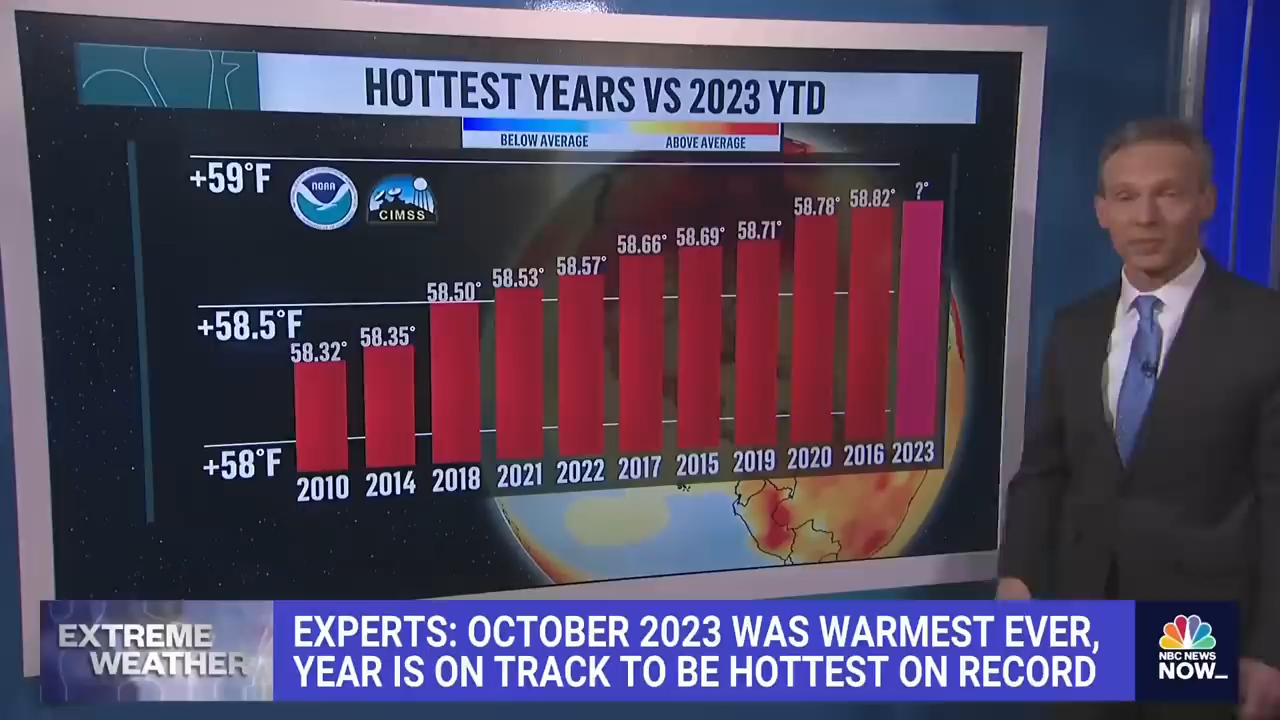 HOTTEST YEARS VS 2023 YTD
BELOW AVERAGE ABOVE AVERAGE
+59°F
NOAA
CIMSS
58.32° 58.35° 58.50° 58.53° 58.57° 58.66° 58.69° 58.71° 58.78° 58.82° ?°
+58.5°F
+58°F
2010 2014 2018 2021 2022 2017 2015 2019 2020 2016 2023
EXTREME
WEATHER
EXPERTS: OCTOBER 2023 WAS WARMEST EVER,
YEAR IS ON TRACK TO BE HOTTEST ON RECORD
NBC NEWS
NOW_